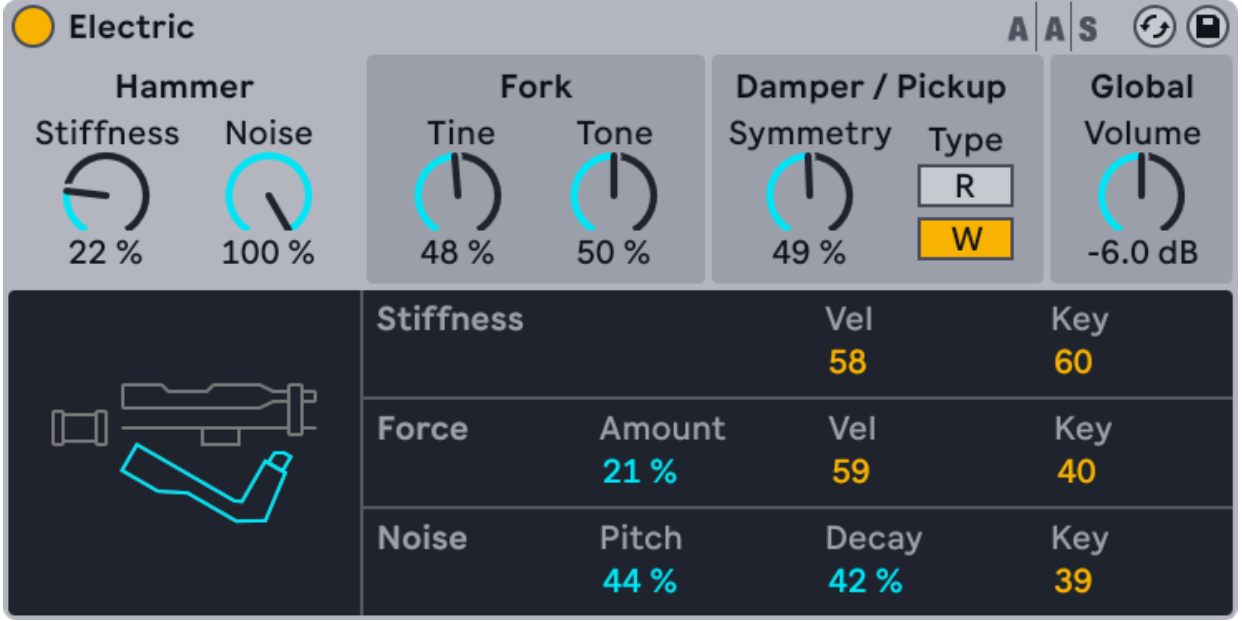 Electric A A S
Hammer Fork Damper / Pickup Global
Stiffness Noise Tine Tone Symmetry Type Volume
R
W
22 % 100 % 48 % 50 % 49 % -6.0 dB
Stiffness Vel Key
58 60
Force Amount Vel Key
21 % 59 40
Noise Pitch Decay Key
44 % 42 % 39